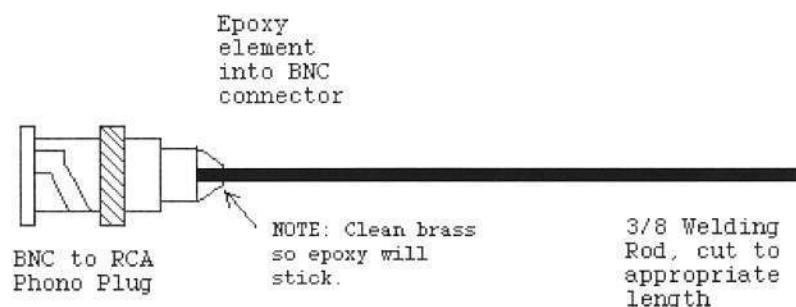 Epoxy
element
into BNC
connector
BNC to RCA
Phono Plug
NOTE: Clean brass
so epoxy will
stick.
3/8 Welding
Rod, cut to
appropriate
length